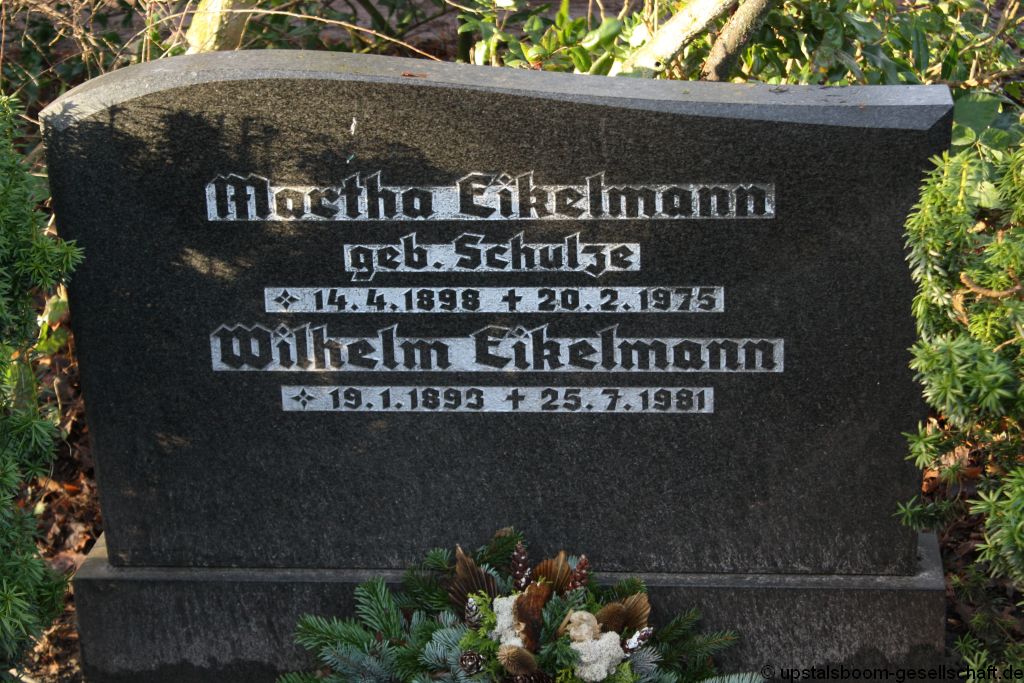 Martha Eikelmann
geb. Schulze
✧ 14.4.1898 ✝ 20.2.1975
Wilhelm Eikelmann
✧ 19.1.1893 ✝ 25.7.1981
© upstalsboom-gesellschaft.de